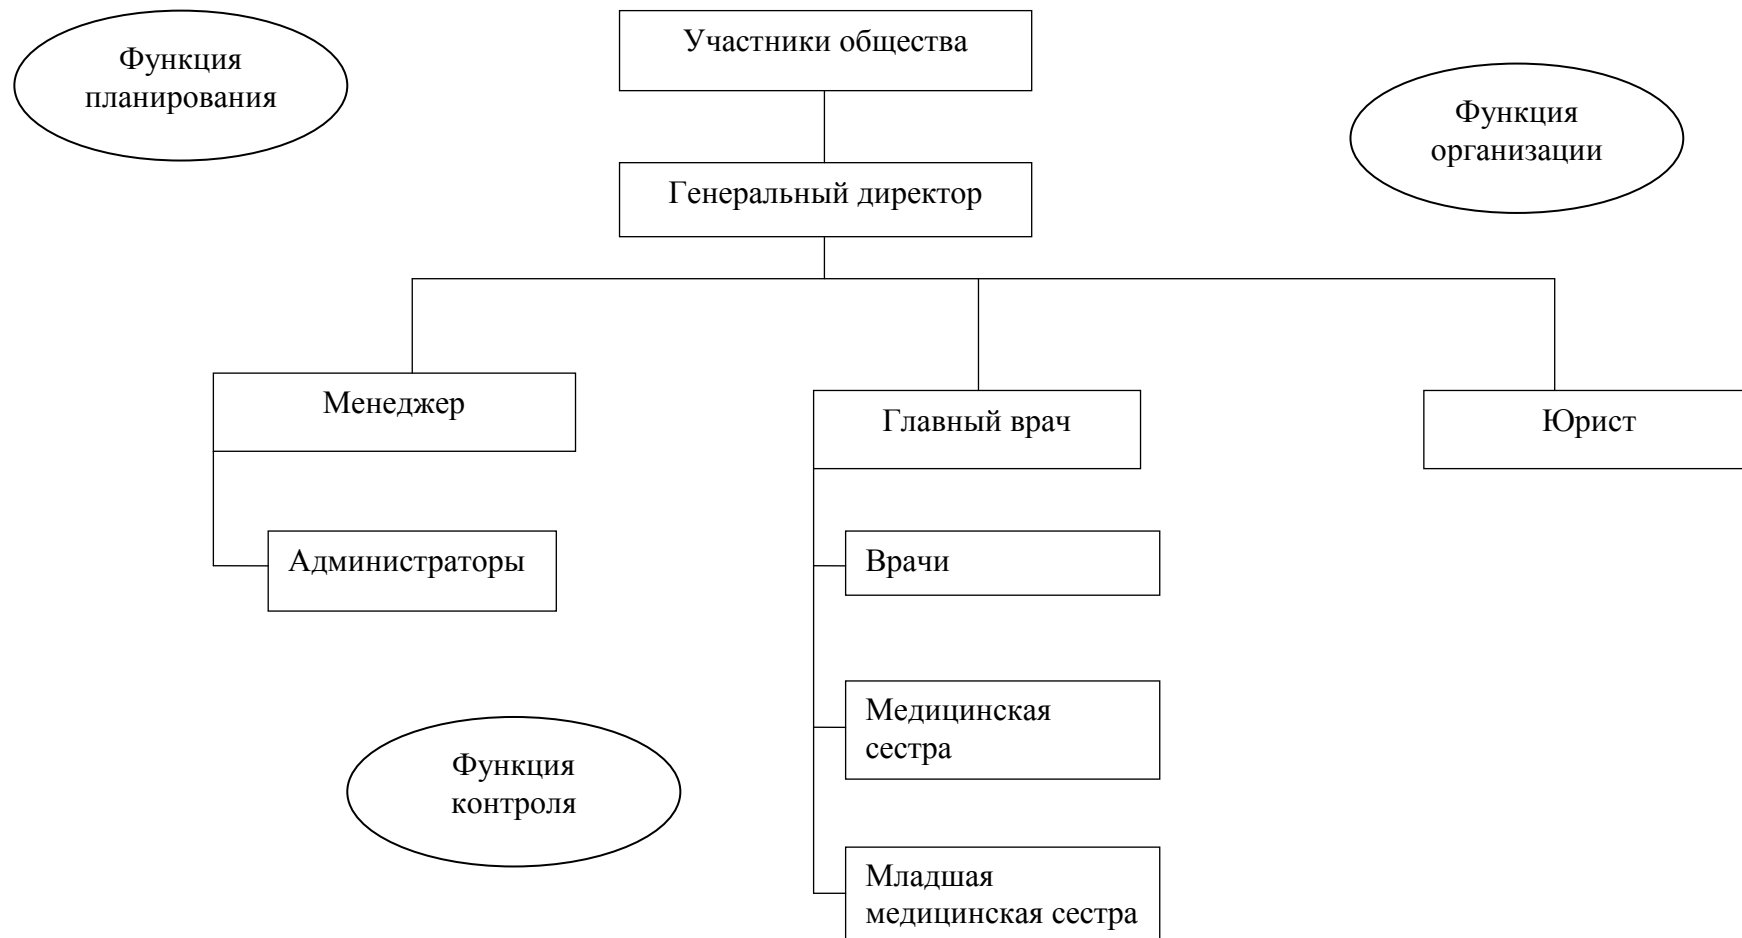 Функция
планирования
Участники общества
Функция
организации
Генеральный директор
Менеджер
Главный врач
Юрист
Администраторы
Врачи
Медицинская
сестра
Функция
контроля
Младшая
медицинская сестра